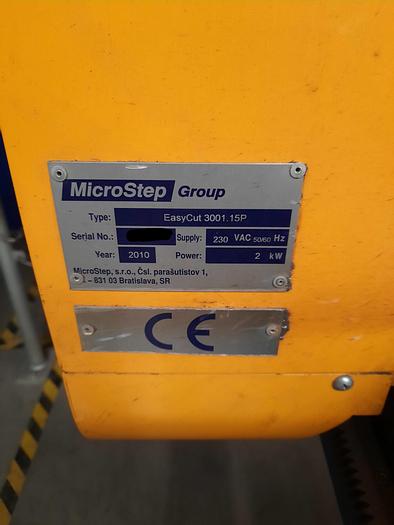 MicroStep Group
Type: EasyCut 3001.15P
Serial No.: Supply: 230 VAC 50/60 Hz
Year: 2010 Power: 2 kW
MicroStep, s.r.o., Čsl. parašutistov 1,
- 831 03 Bratislava, SR
CE